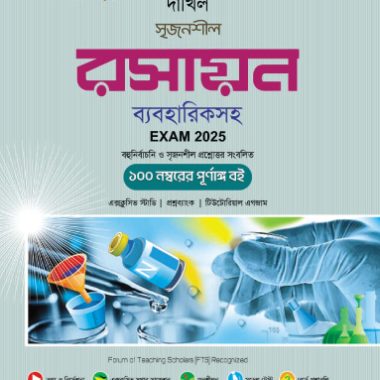 দাখিল
সৃজনশীল
রসায়ন
ব্যবহারিকসহ
EXAM 2025
বহুনির্বাচনি ও সৃজনশীল প্রশ্নোত্তর সংবলিত
১০০ নম্বরের পূর্ণাঙ্গ বই
এক্সক্লুসিভ স্টাডি | প্রশ্নব্যাংক | টিউটোরিয়াল এগজাম
N
Forum of Teaching Scholars [FTS] Recognized